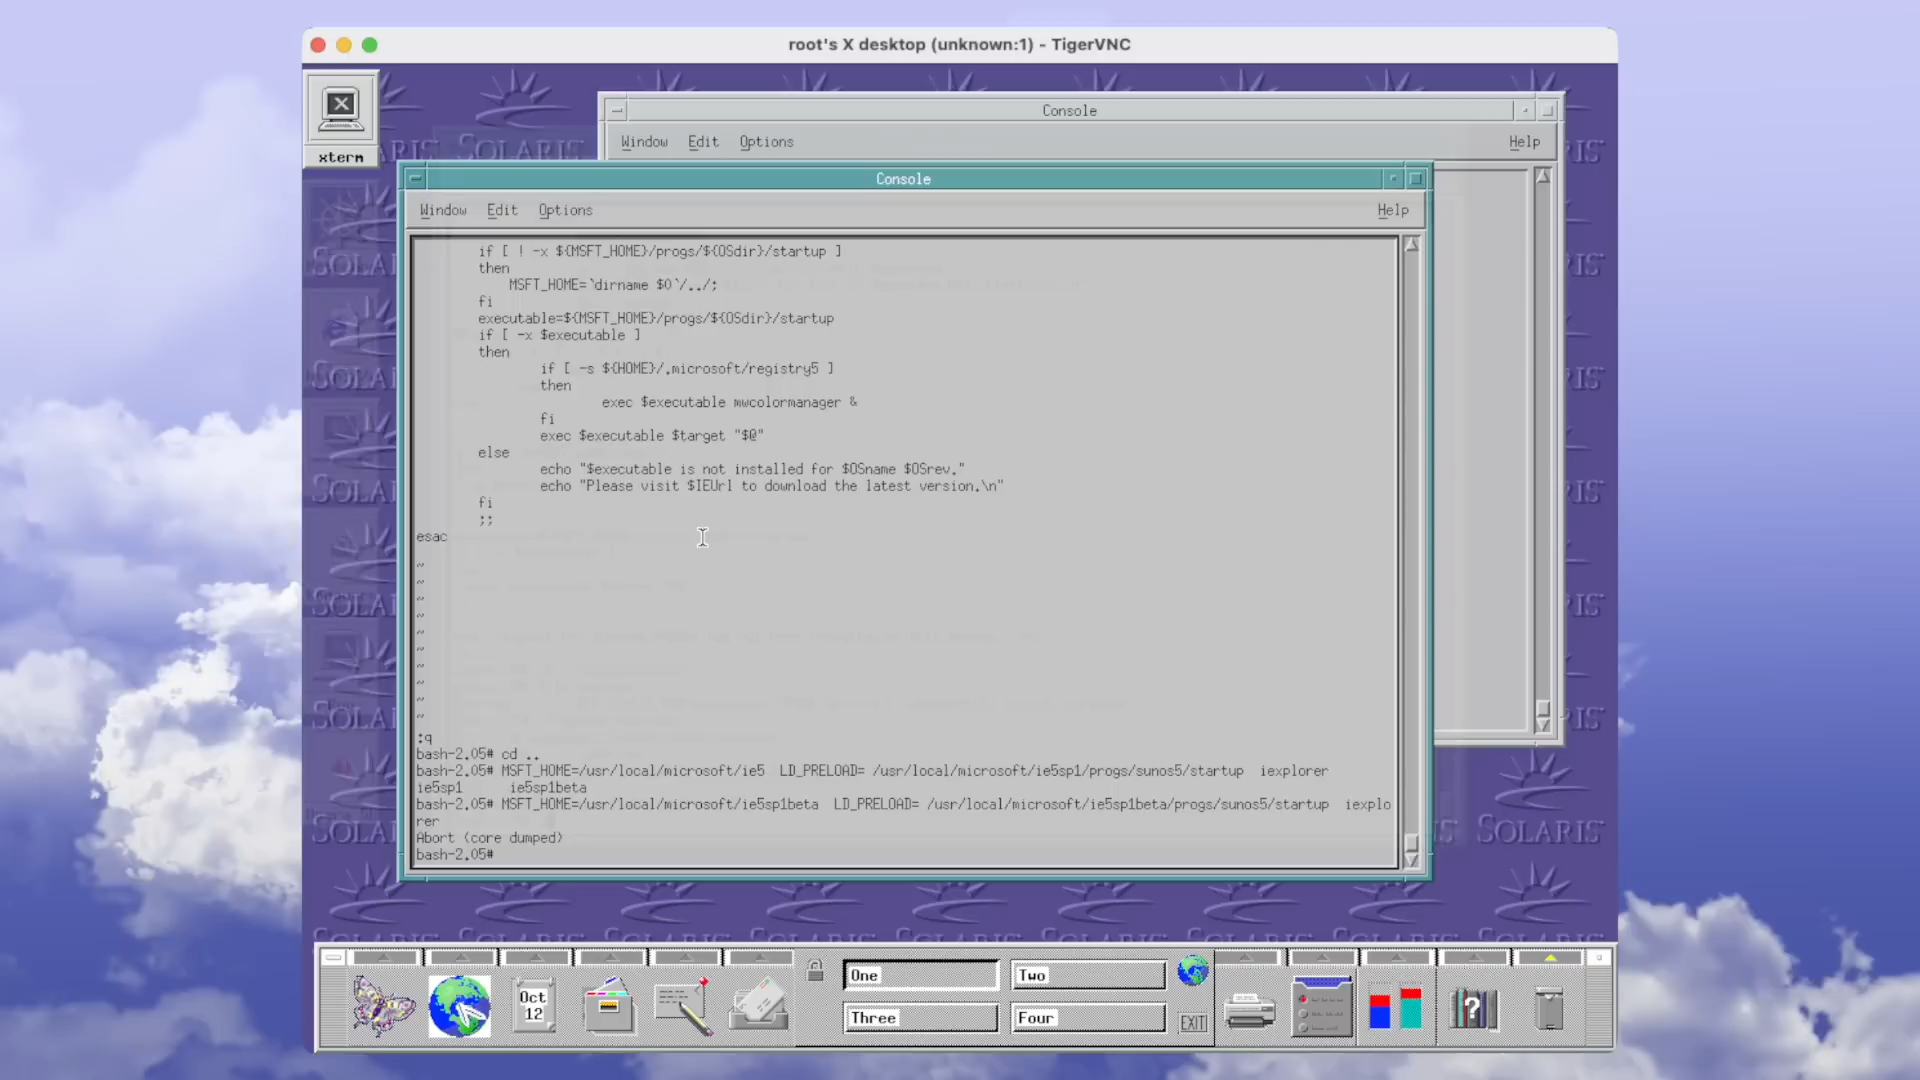 root's X desktop (unknown:1) - TigerVNC
xterm
Console
Window Edit Options Help
Console
Window Edit Options Help
if [ ! -x ${MSFT_HOME}/progs/${OSdir}/startup ]
then
MSFT_HOME=`dirname $0`/../;
fi
executable=${MSFT_HOME}/progs/${OSdir}/startup
if [ -x $executable ]
then
if [ -s ${HOME}/.microsoft/registry5 ]
then
exec $executable mwcolormanager &
fi
exec $executable $target "$@"
else
echo "$executable is not installed for $OSname $OSrev."
echo "Please visit $IEUrl to download the latest version.\n"
fi
;;
esac
~
~
~
~
~
~
~
~
~
~
:q
bash-2.05# cd ..
bash-2.05# MSFT_HOME=/usr/local/microsoft/ie5 LD_PRELOAD= /usr/local/microsoft/ie5sp1/progs/sunos5/startup iexplorer
ie5sp1 ie5sp1beta
bash-2.05# MSFT_HOME=/usr/local/microsoft/ie5sp1beta LD_PRELOAD= /usr/local/microsoft/ie5sp1beta/progs/sunos5/startup iexplo
rer
Abort (core dumped)
bash-2.05#
SOLARIS
Oct
12
One
Two
Three
Four
EXIT